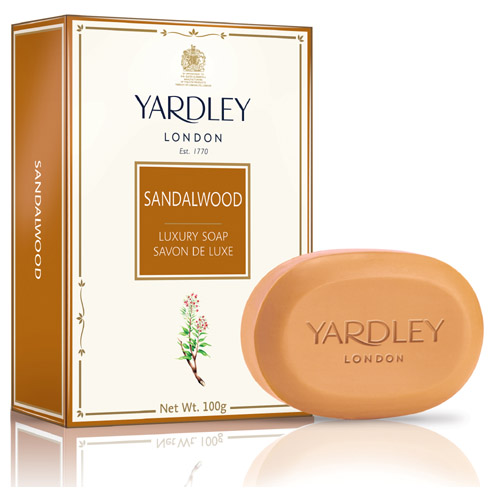 YARDLEY
LONDON
Est. 1770
SANDALWOOD
LUXURY SOAP
SAVON DE LUXE
Net Wt. 100g
SANDALWOOD
YARDLEY
LONDON